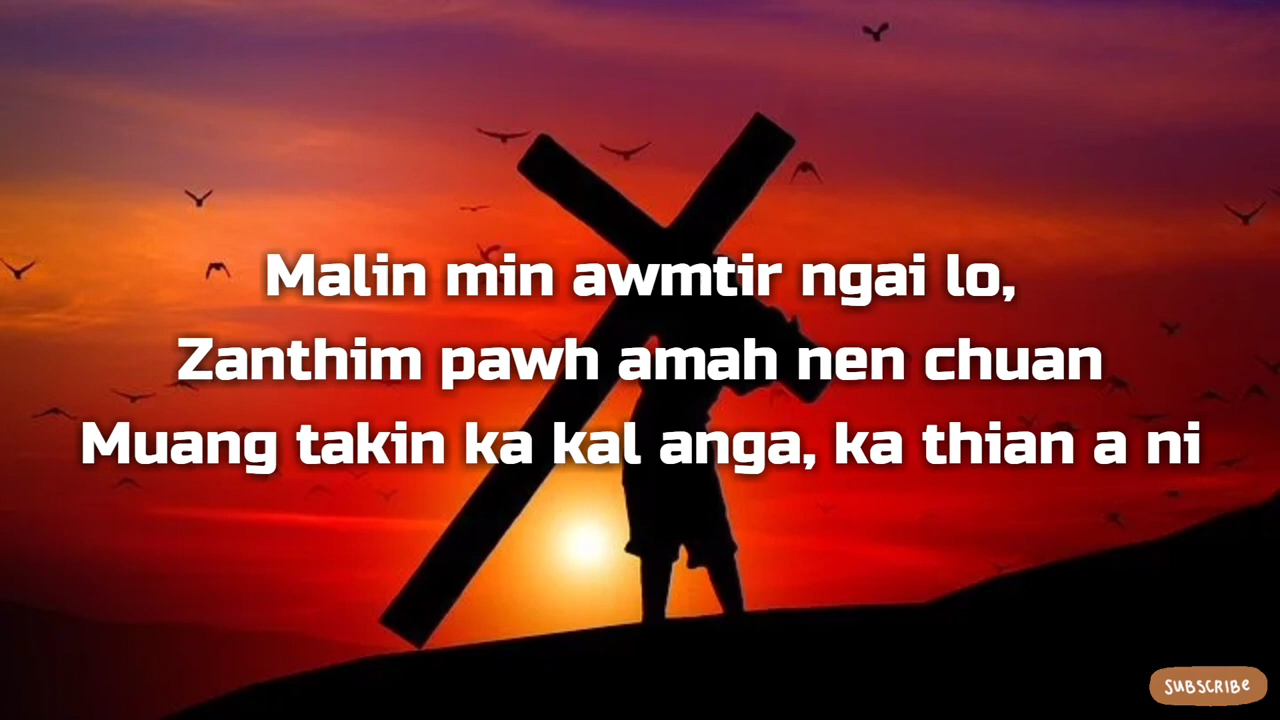 Malin min awmtir ngai lo,
Zanthim pawh amah nen chuan
Muang takin ka kal anga, ka thian a ni
SUBSCRIBE